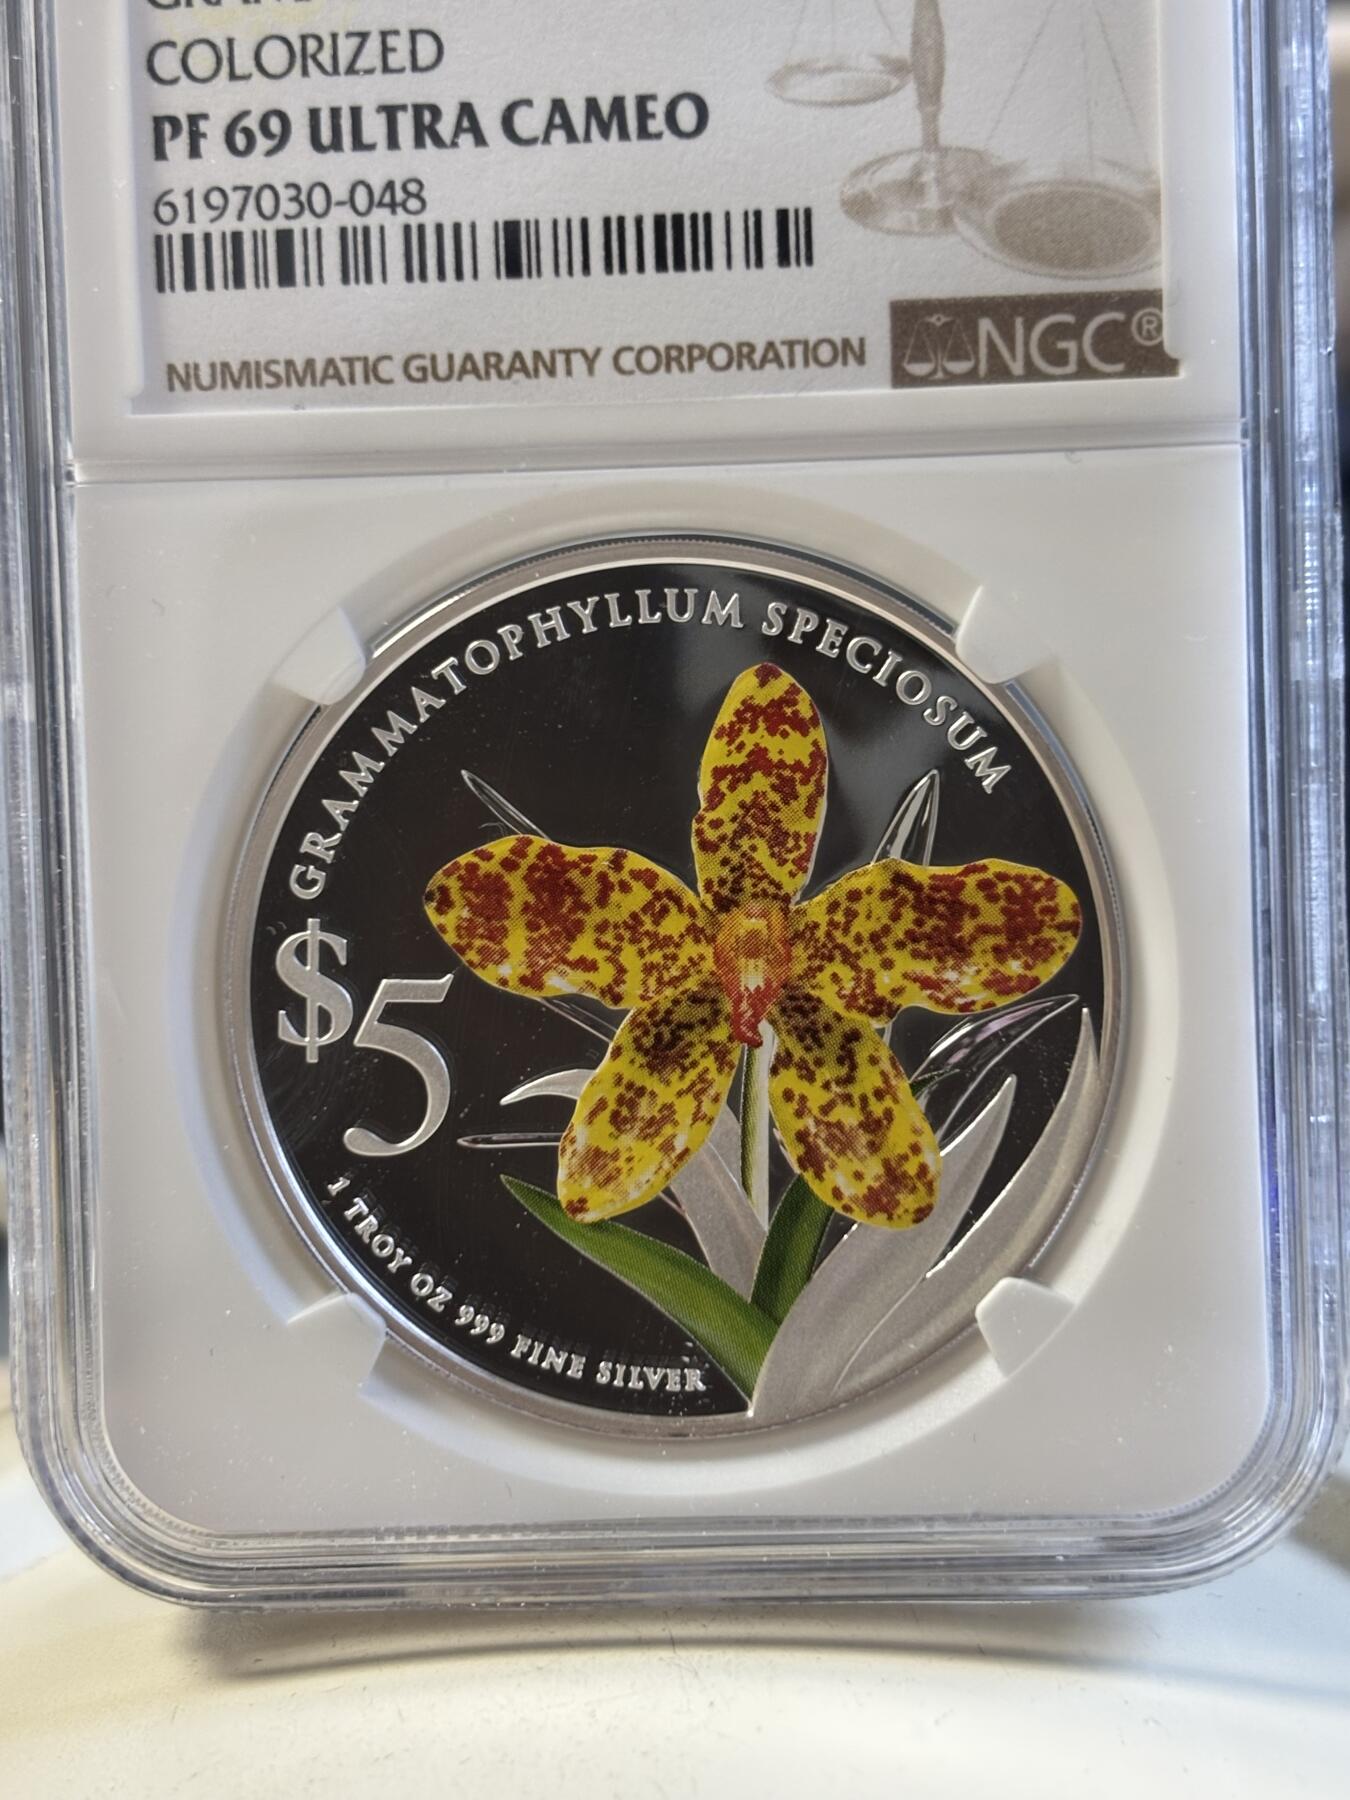 COLORIZED
PF 69 ULTRA CAMEO
6197030-048
NUMISMATIC GUARANTY CORPORATION
NGC®
GRAMMATOPHYLLUM SPECIOSUM
$5
1 TROY OZ 999 FINE SILVER